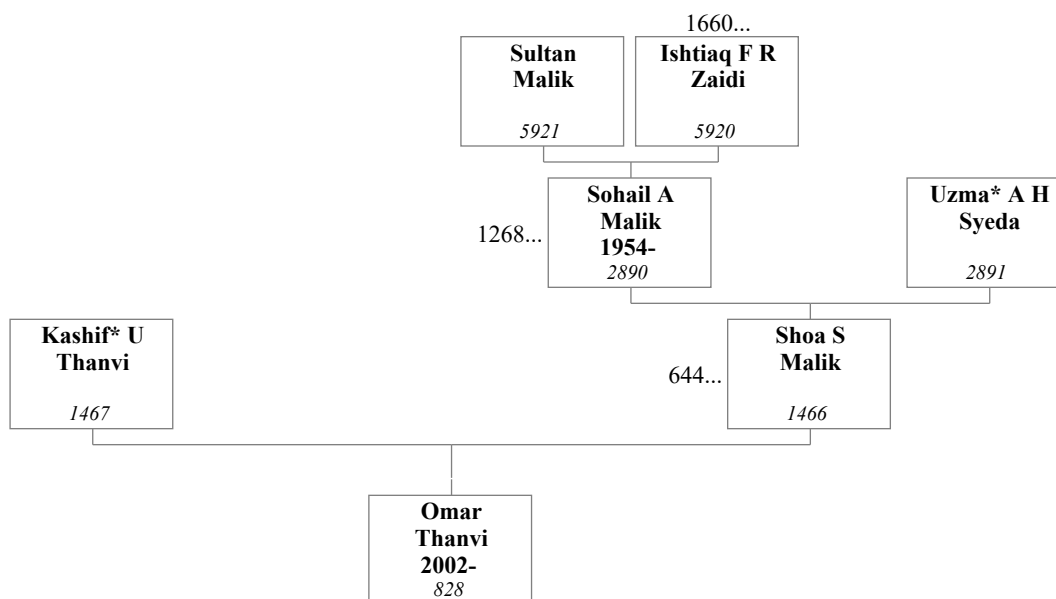 1660...
Sultan
Malik
5921
Ishtiaq F R
Zaidi
5920
1268...
Sohail A
Malik
1954-
2890
Uzma* A H
Syeda
2891
Kashif* U
Thanvi
1467
644...
Shoa S
Malik
1466
Omar
Thanvi
2002-
828